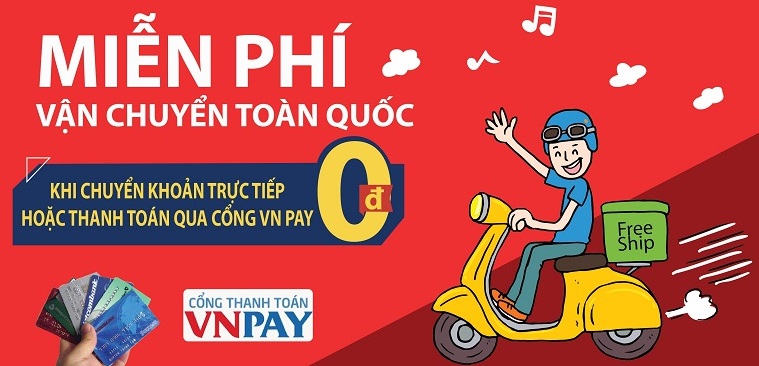 MIỄN PHÍ
VẬN CHUYỂN TOÀN QUỐC
KHI CHUYỂN KHOẢN TRỰC TIẾP
HOẶC THANH TOÁN QUA CỔNG VN PAY
0đ
CỔNG THANH TOÁN
VNPAY
Free
Ship